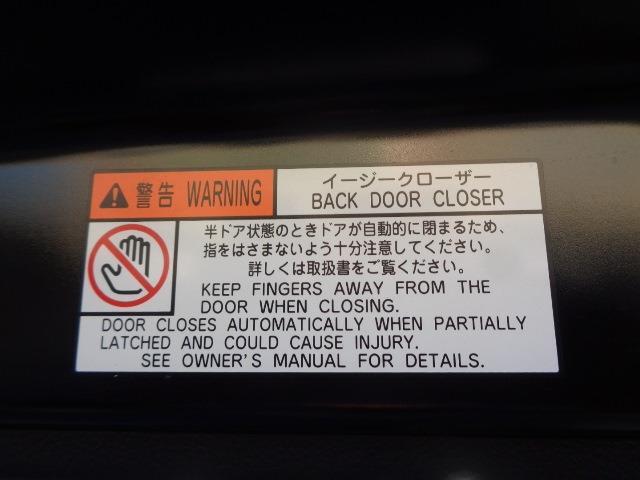 警告 WARNING
イージークローザー
BACK DOOR CLOSER
半ドア状態のときドアが自動的に閉まるため、
指をはさまないよう十分注意してください。
詳しくは取扱書をご覧ください。
KEEP FINGERS AWAY FROM THE
DOOR WHEN CLOSING.
DOOR CLOSES AUTOMATICALLY WHEN PARTIALLY
LATCHED AND COULD CAUSE INJURY.
SEE OWNER'S MANUAL FOR DETAILS.